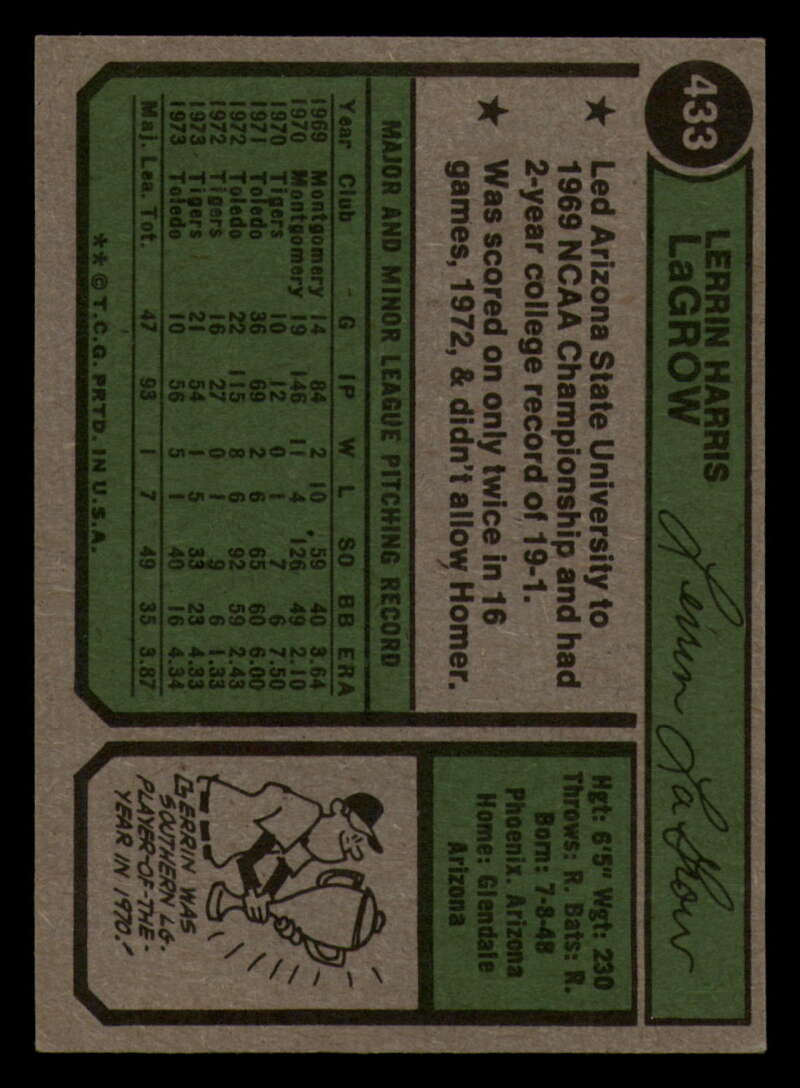 433
LERRIN HARRIS
LaGROW
Lerrin LaGrow
★ Led Arizona State University to
1969 NCAA Championship and had
2-year college record of 19-1.
★ Was scored on only twice in 16
games, 1972, & didn't allow Homer.
MAJOR AND MINOR LEAGUE PITCHING RECORD
Year Club G IP W L SO BB ERA
1969 Montgomery 14 84 2 10 59 40 3.64
1970 Montgomery 19 146 11 4 126 49 2.10
1970 Tigers 10 12 0 1 7 6 7.50
1971 Toledo 36 69 2 6 65 60 6.00
1972 Toledo 22 115 8 6 92 59 2.43
1972 Tigers 16 27 0 1 9 6 1.33
1973 Tigers 21 54 1 5 33 23 4.33
1973 Toledo 10 56 5 1 40 16 4.34
Maj. Lea. Tot. 47 93 1 7 49 35 3.87
** © T.C.G. PRTD. IN U.S.A.
Hgt: 6'5" Wgt: 230
Throws: R. Bats: R.
Born: 7-8-48
Phoenix, Arizona
Home: Glendale
Arizona
LERRIN WAS
SOUTHERN LG.
PLAYER-OF-THE-
YEAR IN 1970!